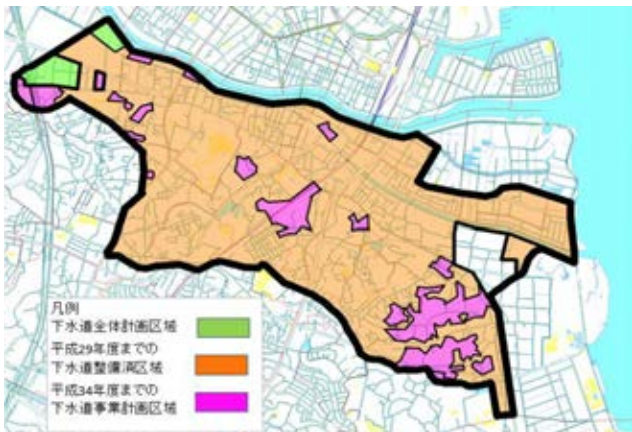 凡例
下水道全体計画区域
平成29年度までの
下水道整備済区域
平成34年度までの
下水道事業計画区域